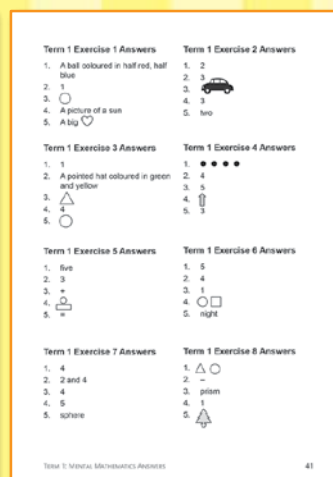 Term 1 Exercise 1 Answers
1. A ball coloured in half red, half
blue
2. 1
3.
4. A picture of a sun
5. A big
Term 1 Exercise 2 Answers
1. 2
2. 3
3.
4. 3
5. two
Term 1 Exercise 3 Answers
1. 1
2. A pointed hat coloured in green
and yellow
3.
4. 4
5.
Term 1 Exercise 4 Answers
1.
2. 4
3. 5
4.
5. 3
Term 1 Exercise 5 Answers
1. five
2. 3
3. +
4.
5. =
Term 1 Exercise 6 Answers
1. 5
2. 4
3. 1
4.
5. night
Term 1 Exercise 7 Answers
1. 4
2. 2 and 4
3. 4
4. 5
5. sphere
Term 1 Exercise 8 Answers
1.
2. –
3. prism
4. 1
5.
Term 1: Mental Mathematics Answers
41